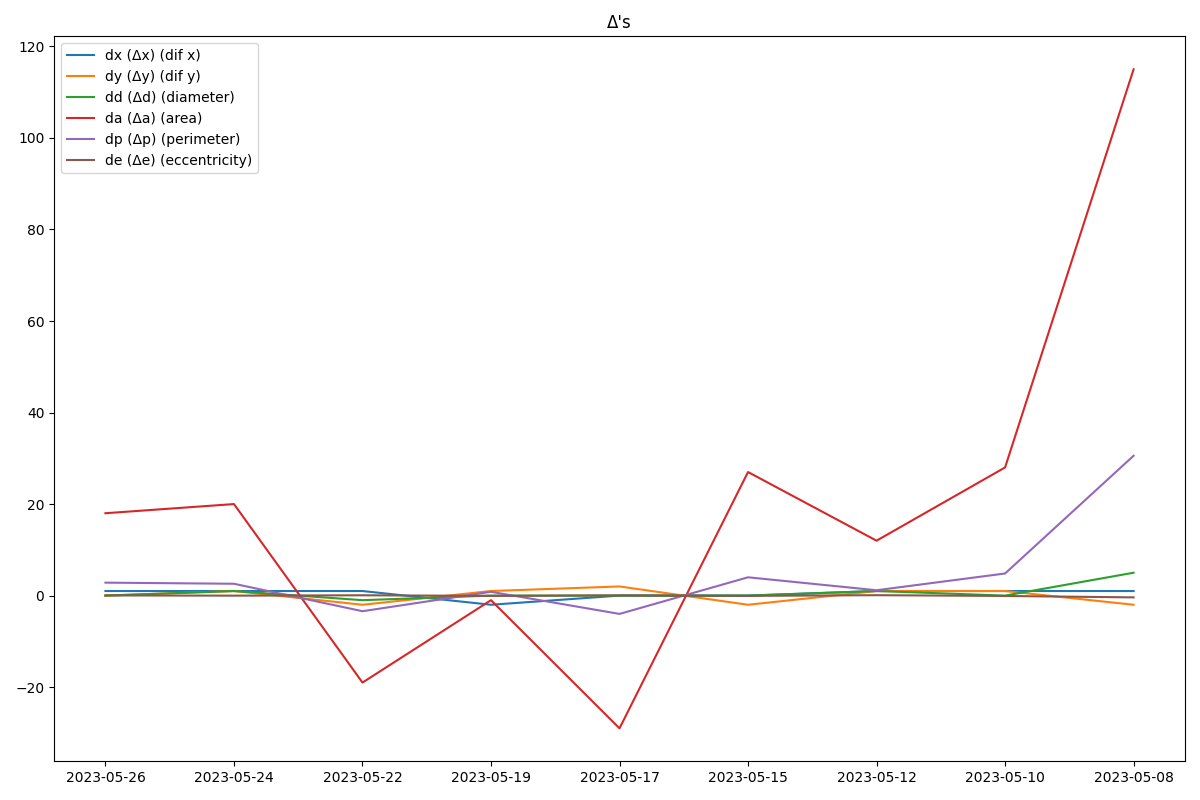 Δ's
dx (Δx) (dif x)
dy (Δy) (dif y)
dd (Δd) (diameter)
da (Δa) (area)
dp (Δp) (perimeter)
de (Δe) (eccentricity)
120
100
80
60
40
20
0
−20
2023-05-26 2023-05-24 2023-05-22 2023-05-19 2023-05-17 2023-05-15 2023-05-12 2023-05-10 2023-05-08